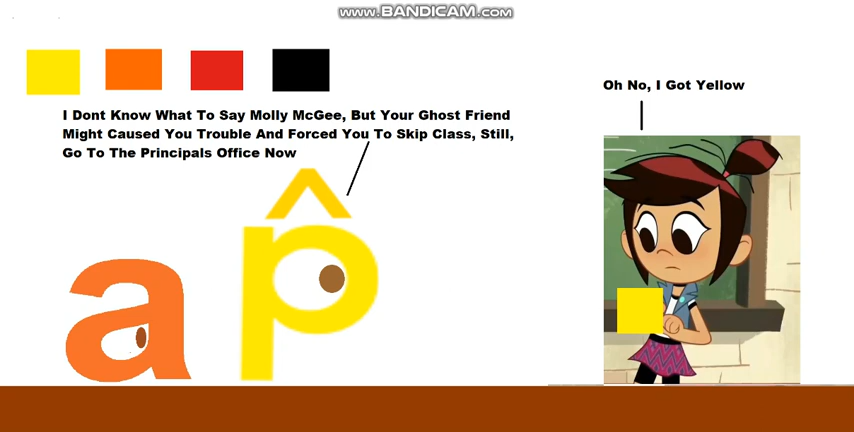 www.BANDICAM.com
Oh No, I Got Yellow
I Dont Know What To Say Molly McGee, But Your Ghost Friend
Might Caused You Trouble And Forced You To Skip Class, Still,
Go To The Principals Office Now
a p̂